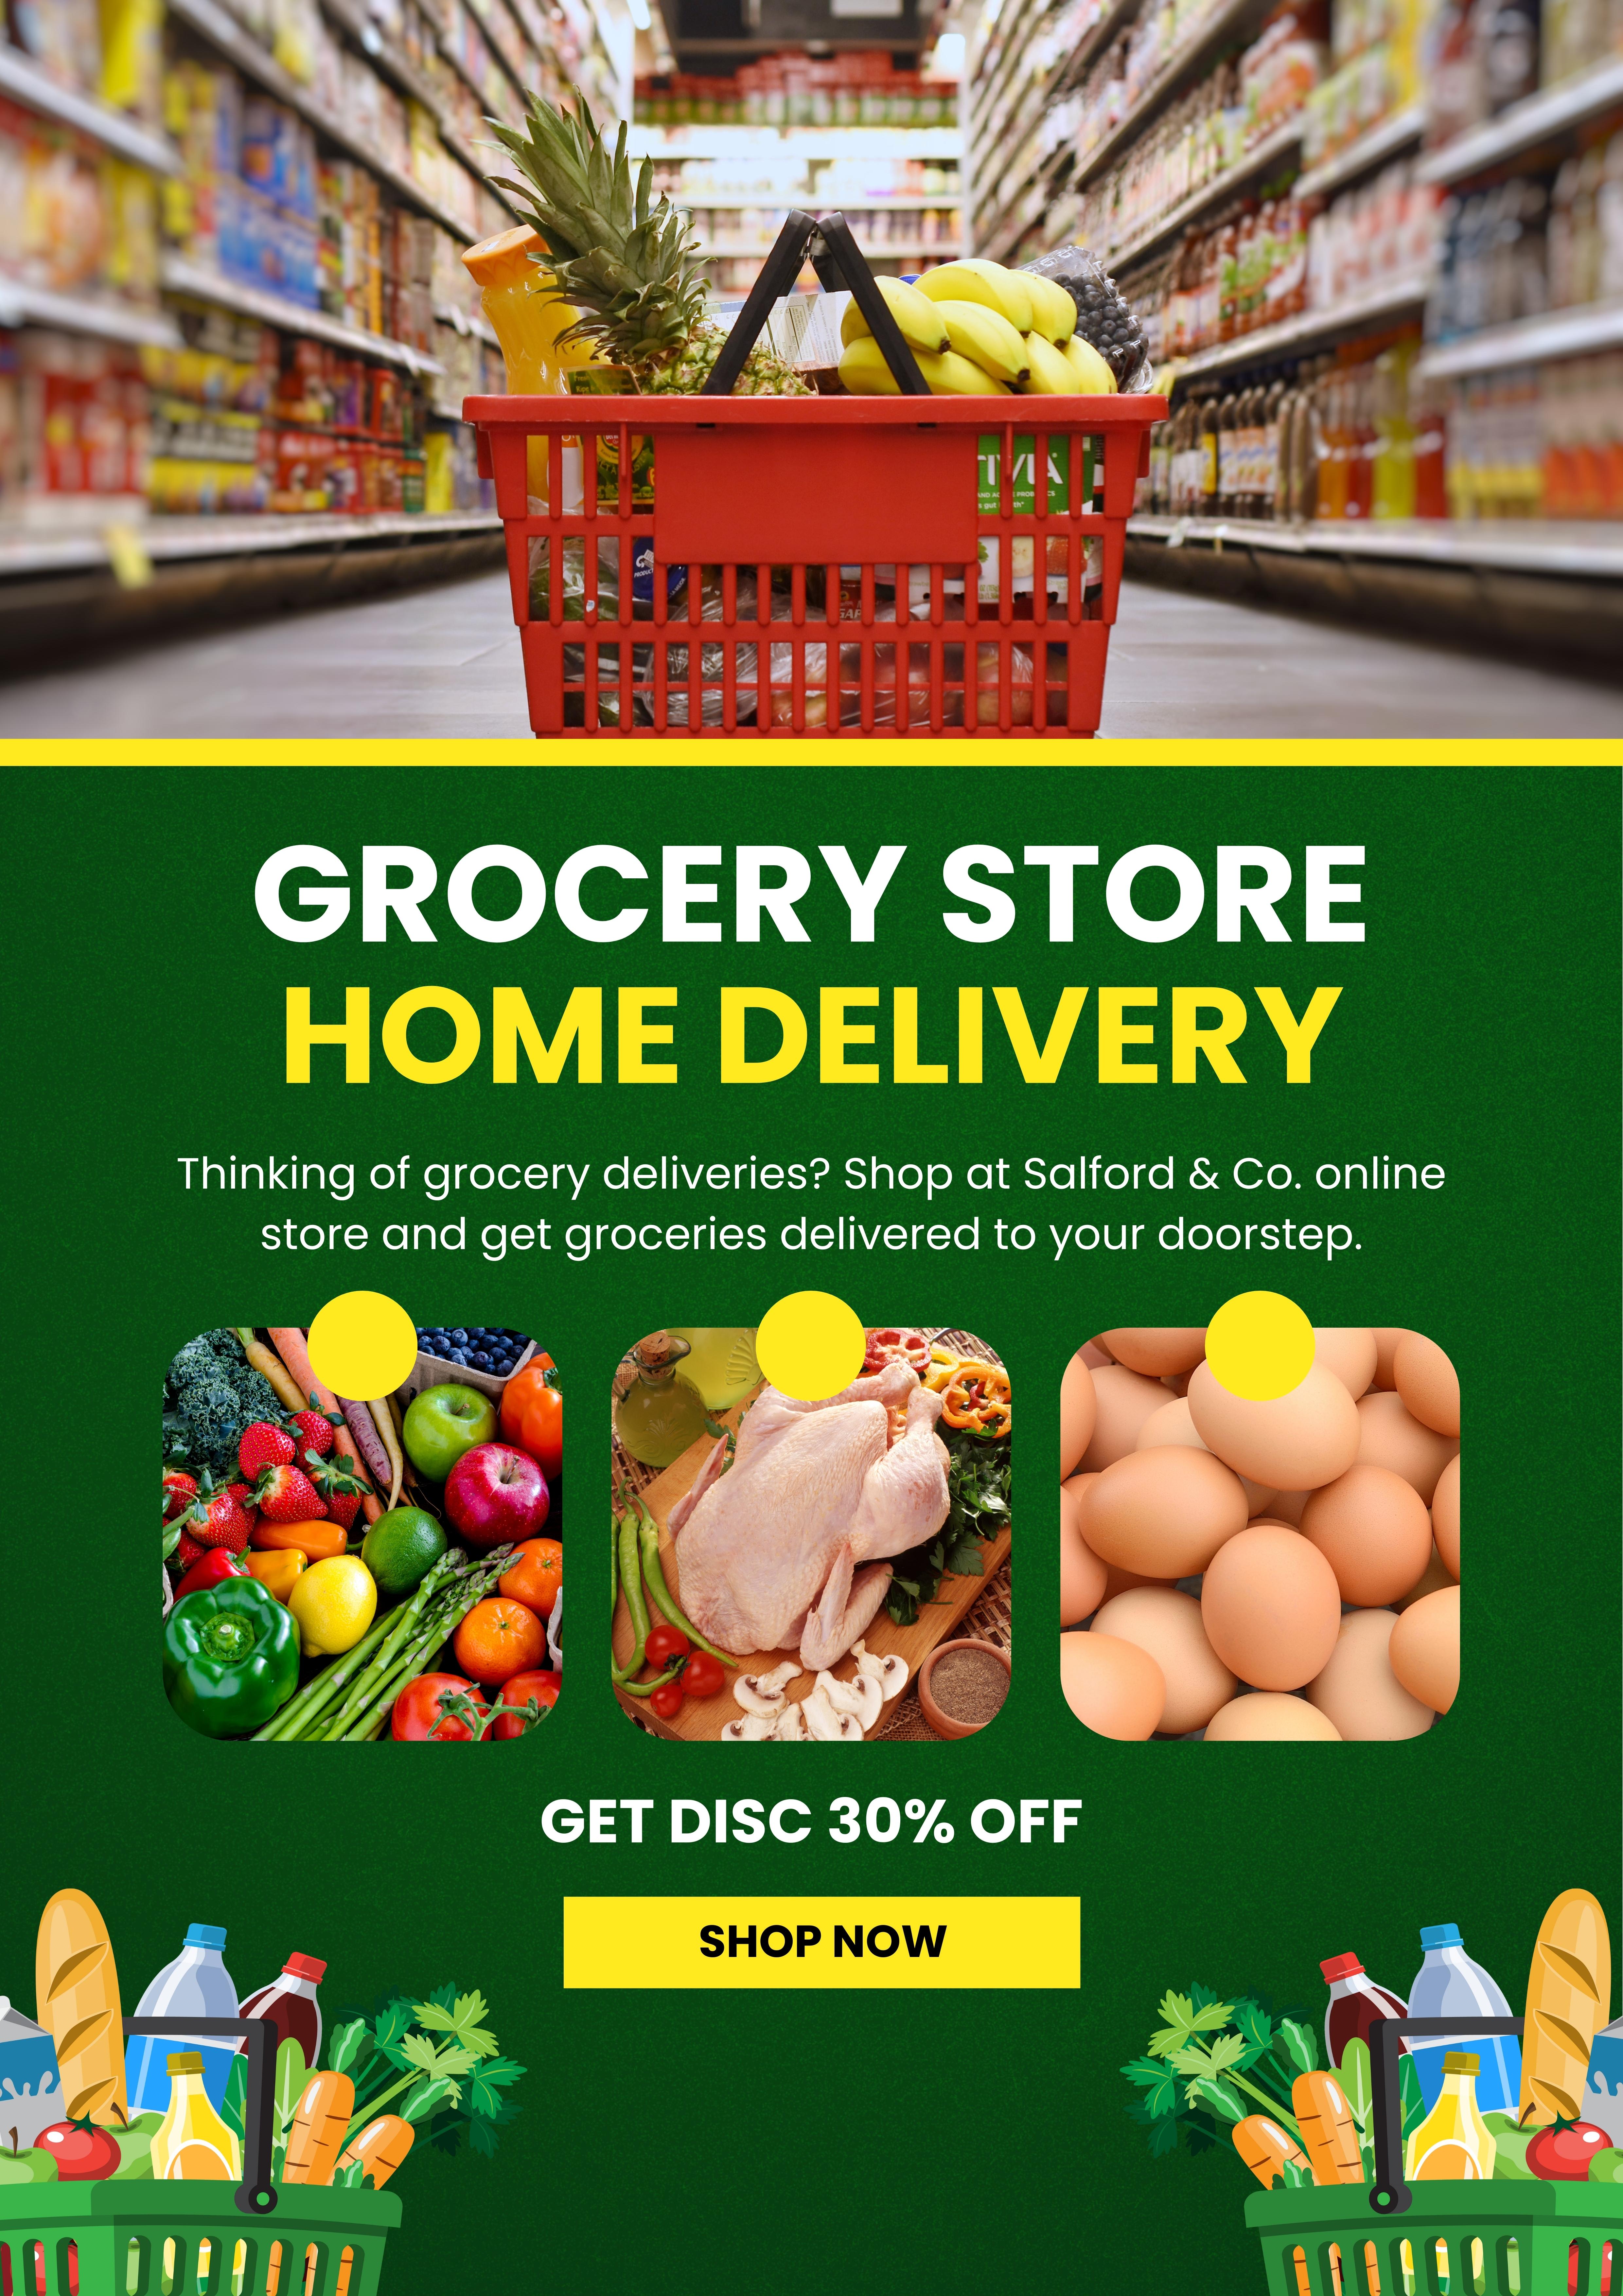 TIVIA
GROCERY STORE
HOME DELIVERY
Thinking of grocery deliveries? Shop at Salford & Co. online
store and get groceries delivered to your doorstep.
GET DISC 30% OFF
SHOP NOW